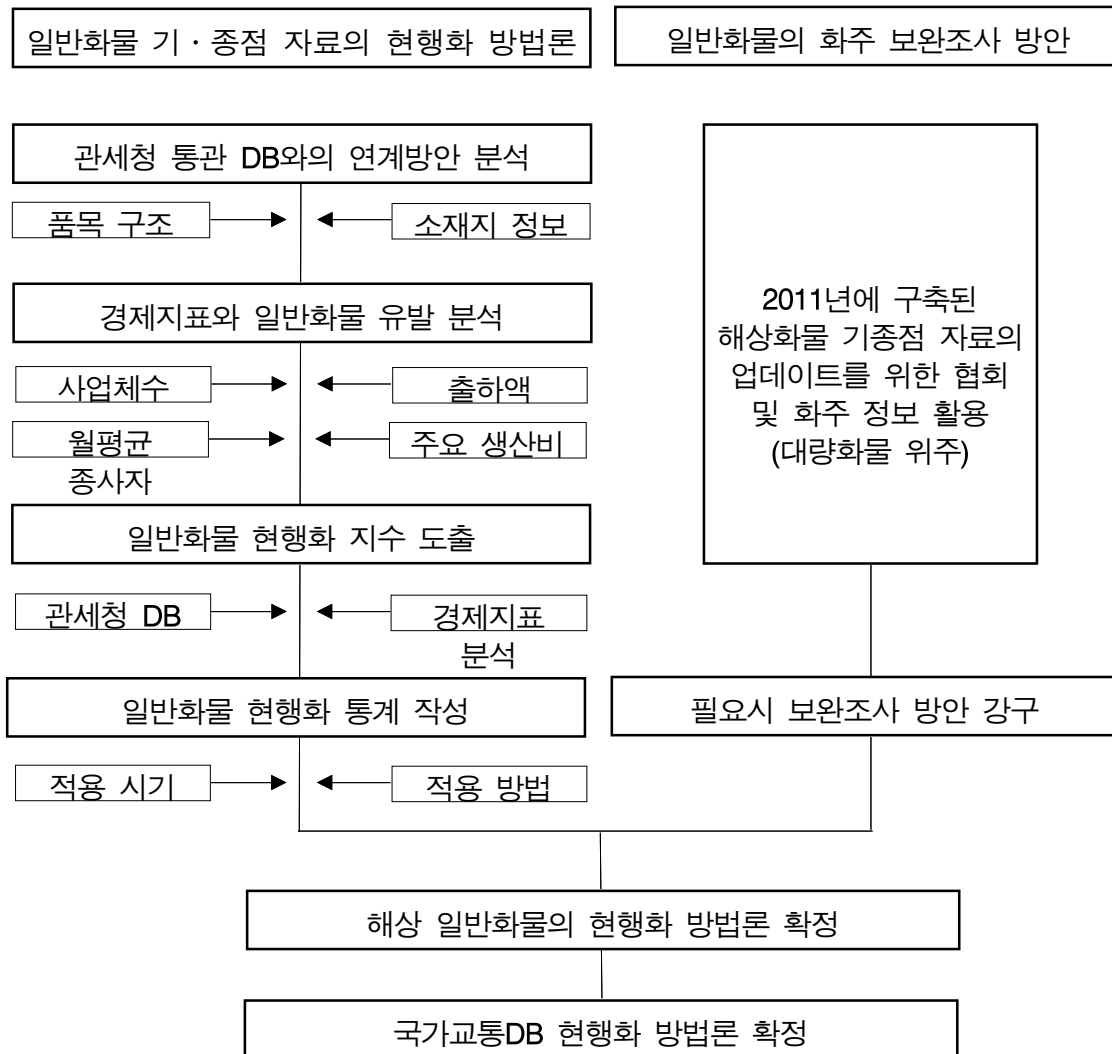 일반화물 기·종점 자료의 현행화 방법론
일반화물의 화주 보완조사 방안
관세청 통관 DB와의 연계방안 분석
품목 구조
소재지 정보
경제지표와 일반화물 유발 분석
사업체수
출하액
월평균
종사자
주요 생산비
일반화물 현행화 지수 도출
관세청 DB
경제지표
분석
일반화물 현행화 통계 작성
적용 시기
적용 방법
2011년에 구축된
해상화물 기종점 자료의
업데이트를 위한 협회
및 화주 정보 활용
(대량화물 위주)
필요시 보완조사 방안 강구
해상 일반화물의 현행화 방법론 확정
국가교통DB 현행화 방법론 확정